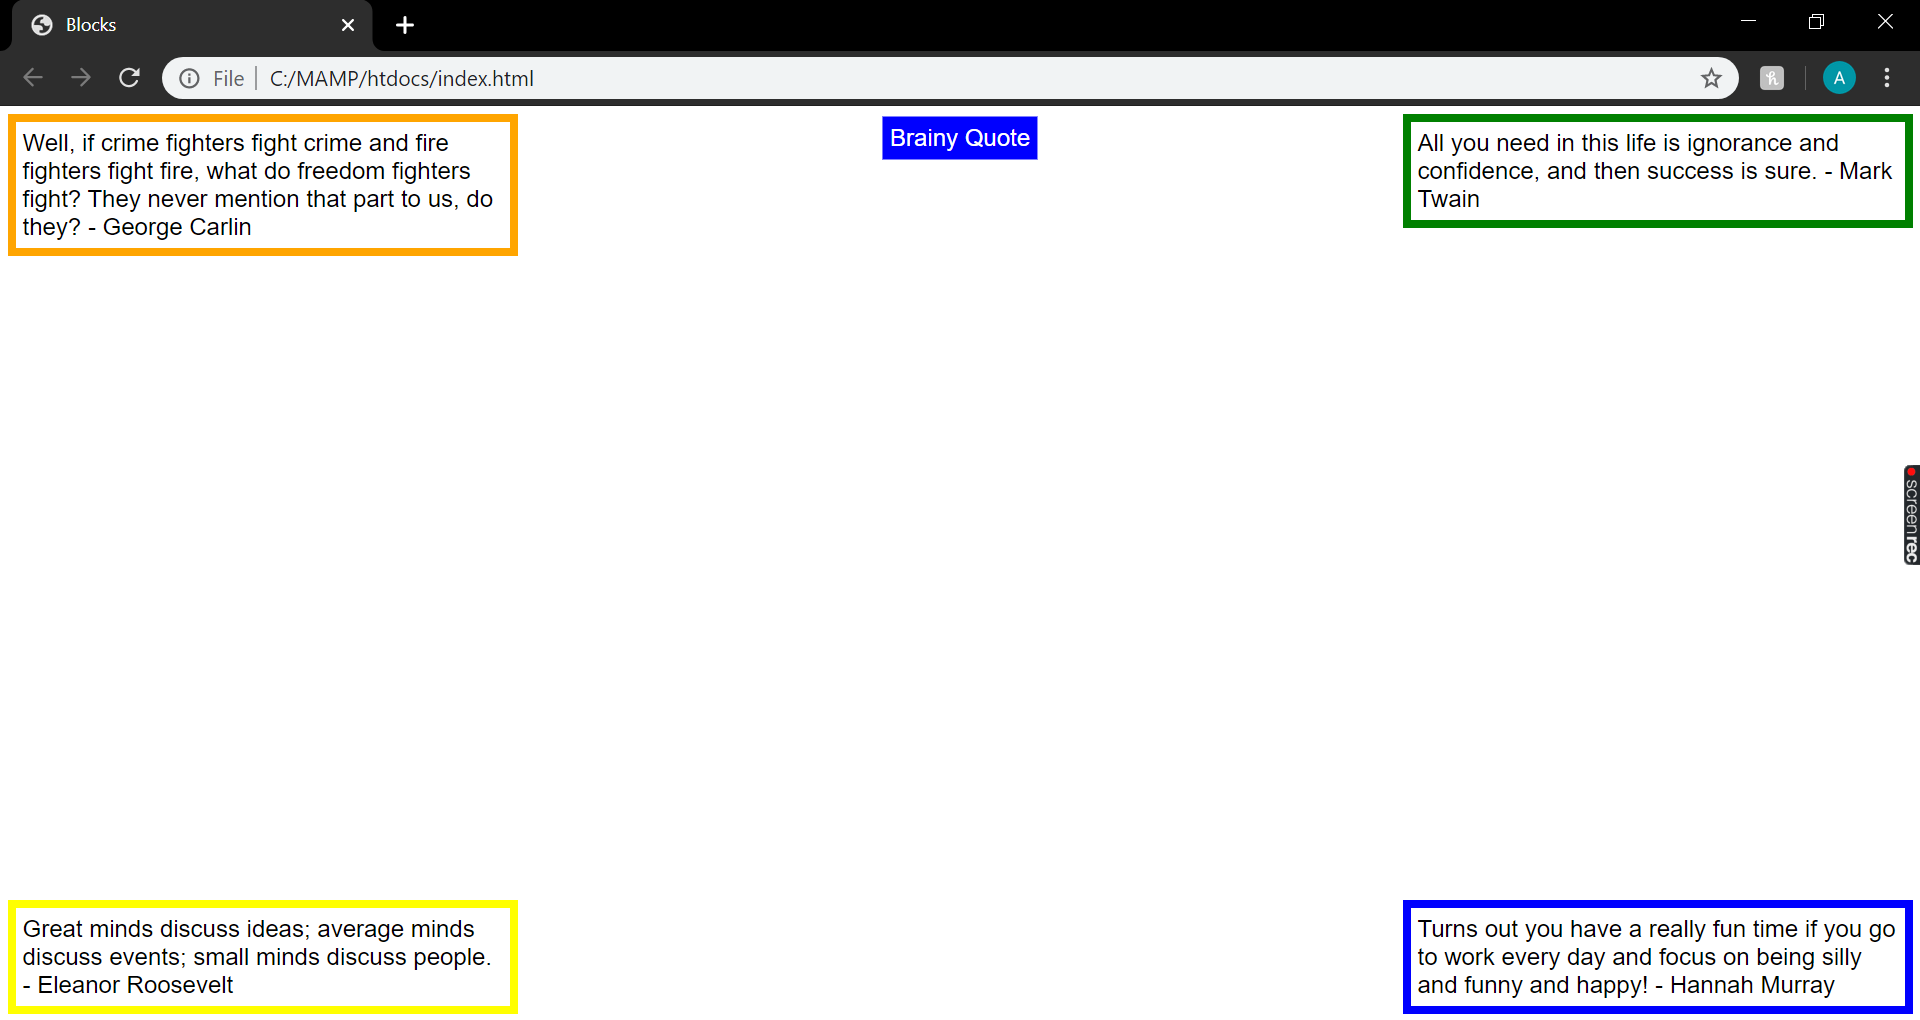 Blocks
File
C:/MAMP/htdocs/index.html
A
Well, if crime fighters fight crime and fire
fighters fight fire, what do freedom fighters
fight? They never mention that part to us, do
they? - George Carlin
Brainy Quote
All you need in this life is ignorance and
confidence, and then success is sure. - Mark
Twain
screenrec
Great minds discuss ideas; average minds
discuss events; small minds discuss people.
- Eleanor Roosevelt
Turns out you have a really fun time if you go
to work every day and focus on being silly
and funny and happy! - Hannah Murray